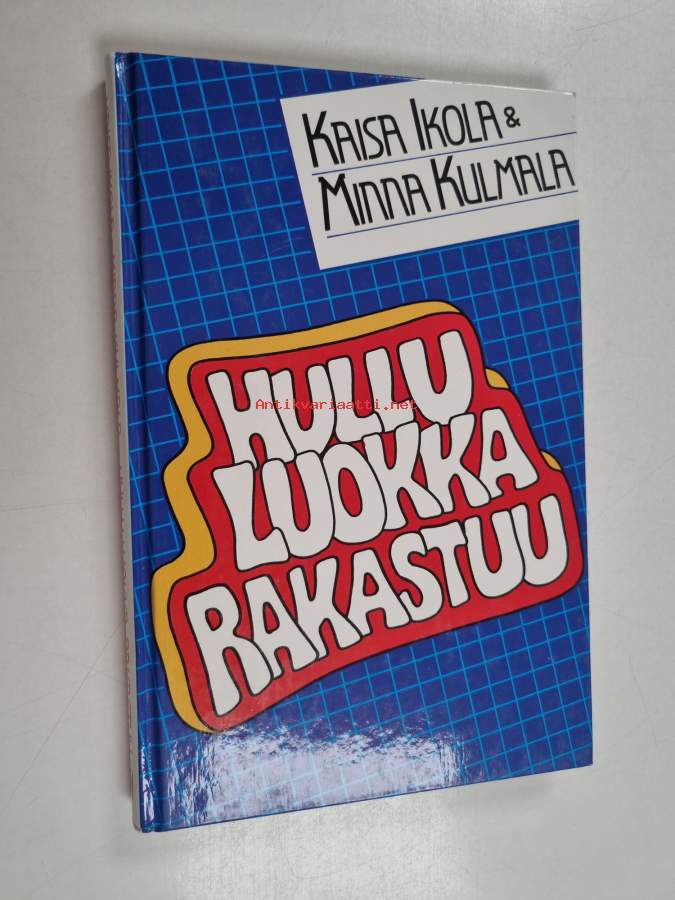 KAISA IKOLA &
MINNA KULMALA
HULLU
Antikvariaatti.net
LUOKKA
RAKASTUU